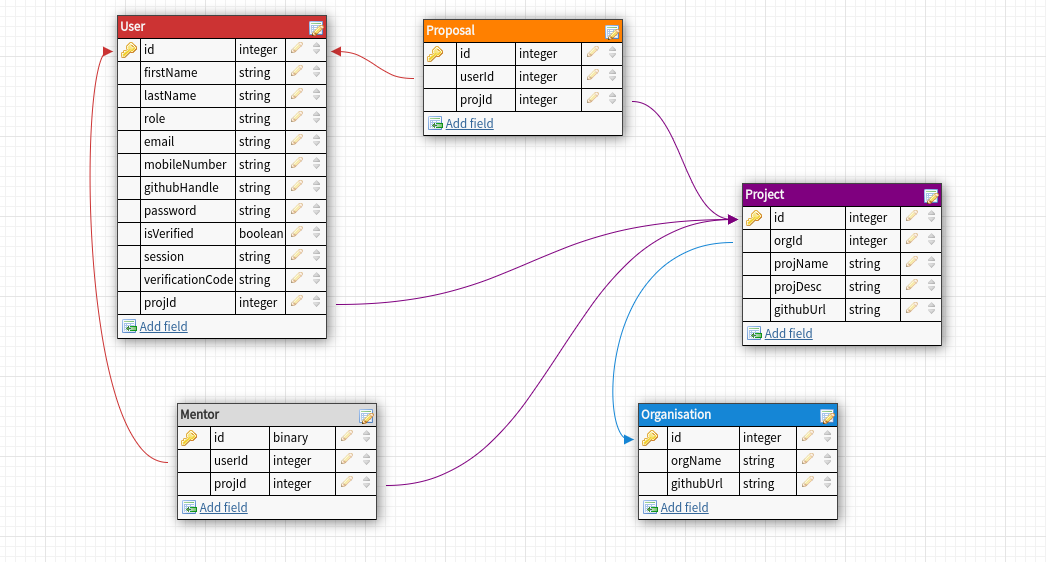 User
id integer
firstName string
lastName string
role string
email string
mobileNumber string
githubHandle string
password string
isVerified boolean
session string
verificationCode string
projId integer
Add field
Proposal
id integer
userId integer
projId integer
Add field
Project
id integer
orgId integer
projName string
projDesc string
githubUrl string
Add field
Mentor
id binary
userId integer
projId integer
Add field
Organisation
id integer
orgName string
githubUrl string
Add field